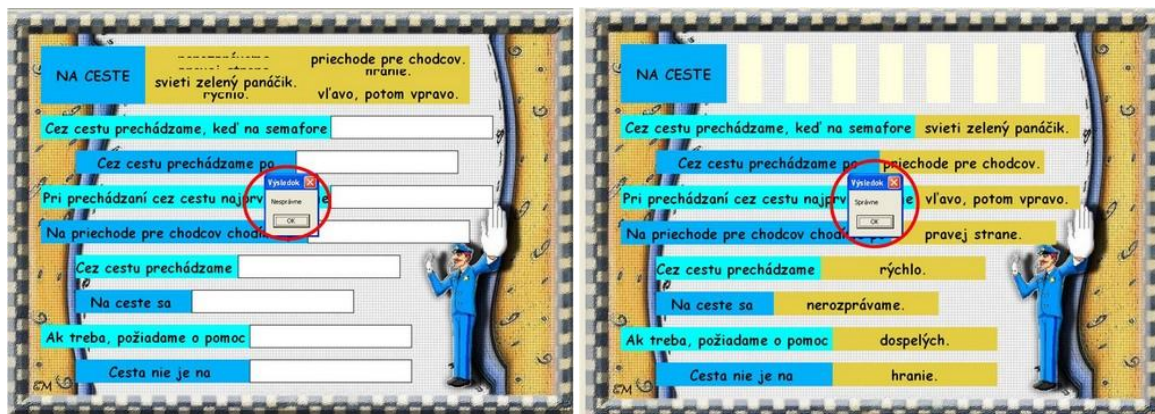 NA CESTE
priechode pre chodcov.
hranie.
svieti zelený panáčik.
rýchlo.
vľavo, potom vpravo.
Cez cestu prechádzame, keď na semafore
Cez cestu prechádzame po
Výsledok
Nesprávne
OK
Pri prechádzaní cez cestu najprv
Na priechode pre chodcov
Cez cestu prechádzame
Na ceste sa
Ak treba, požiadame o pomoc
Cesta nie je na
EM
NA CESTE
Cez cestu prechádzame, keď na semafore svieti zelený panáčik.
Cez cestu prechádzame po priechode pre chodcov.
Výsledok
Správne
OK
Pri prechádzaní cez cestu vľavo, potom vpravo.
Na priechode pre chodcov pravej strane.
Cez cestu prechádzame rýchlo.
Na ceste sa nerozprávame.
Ak treba, požiadame o pomoc dospelých.
Cesta nie je na hranie.
EM